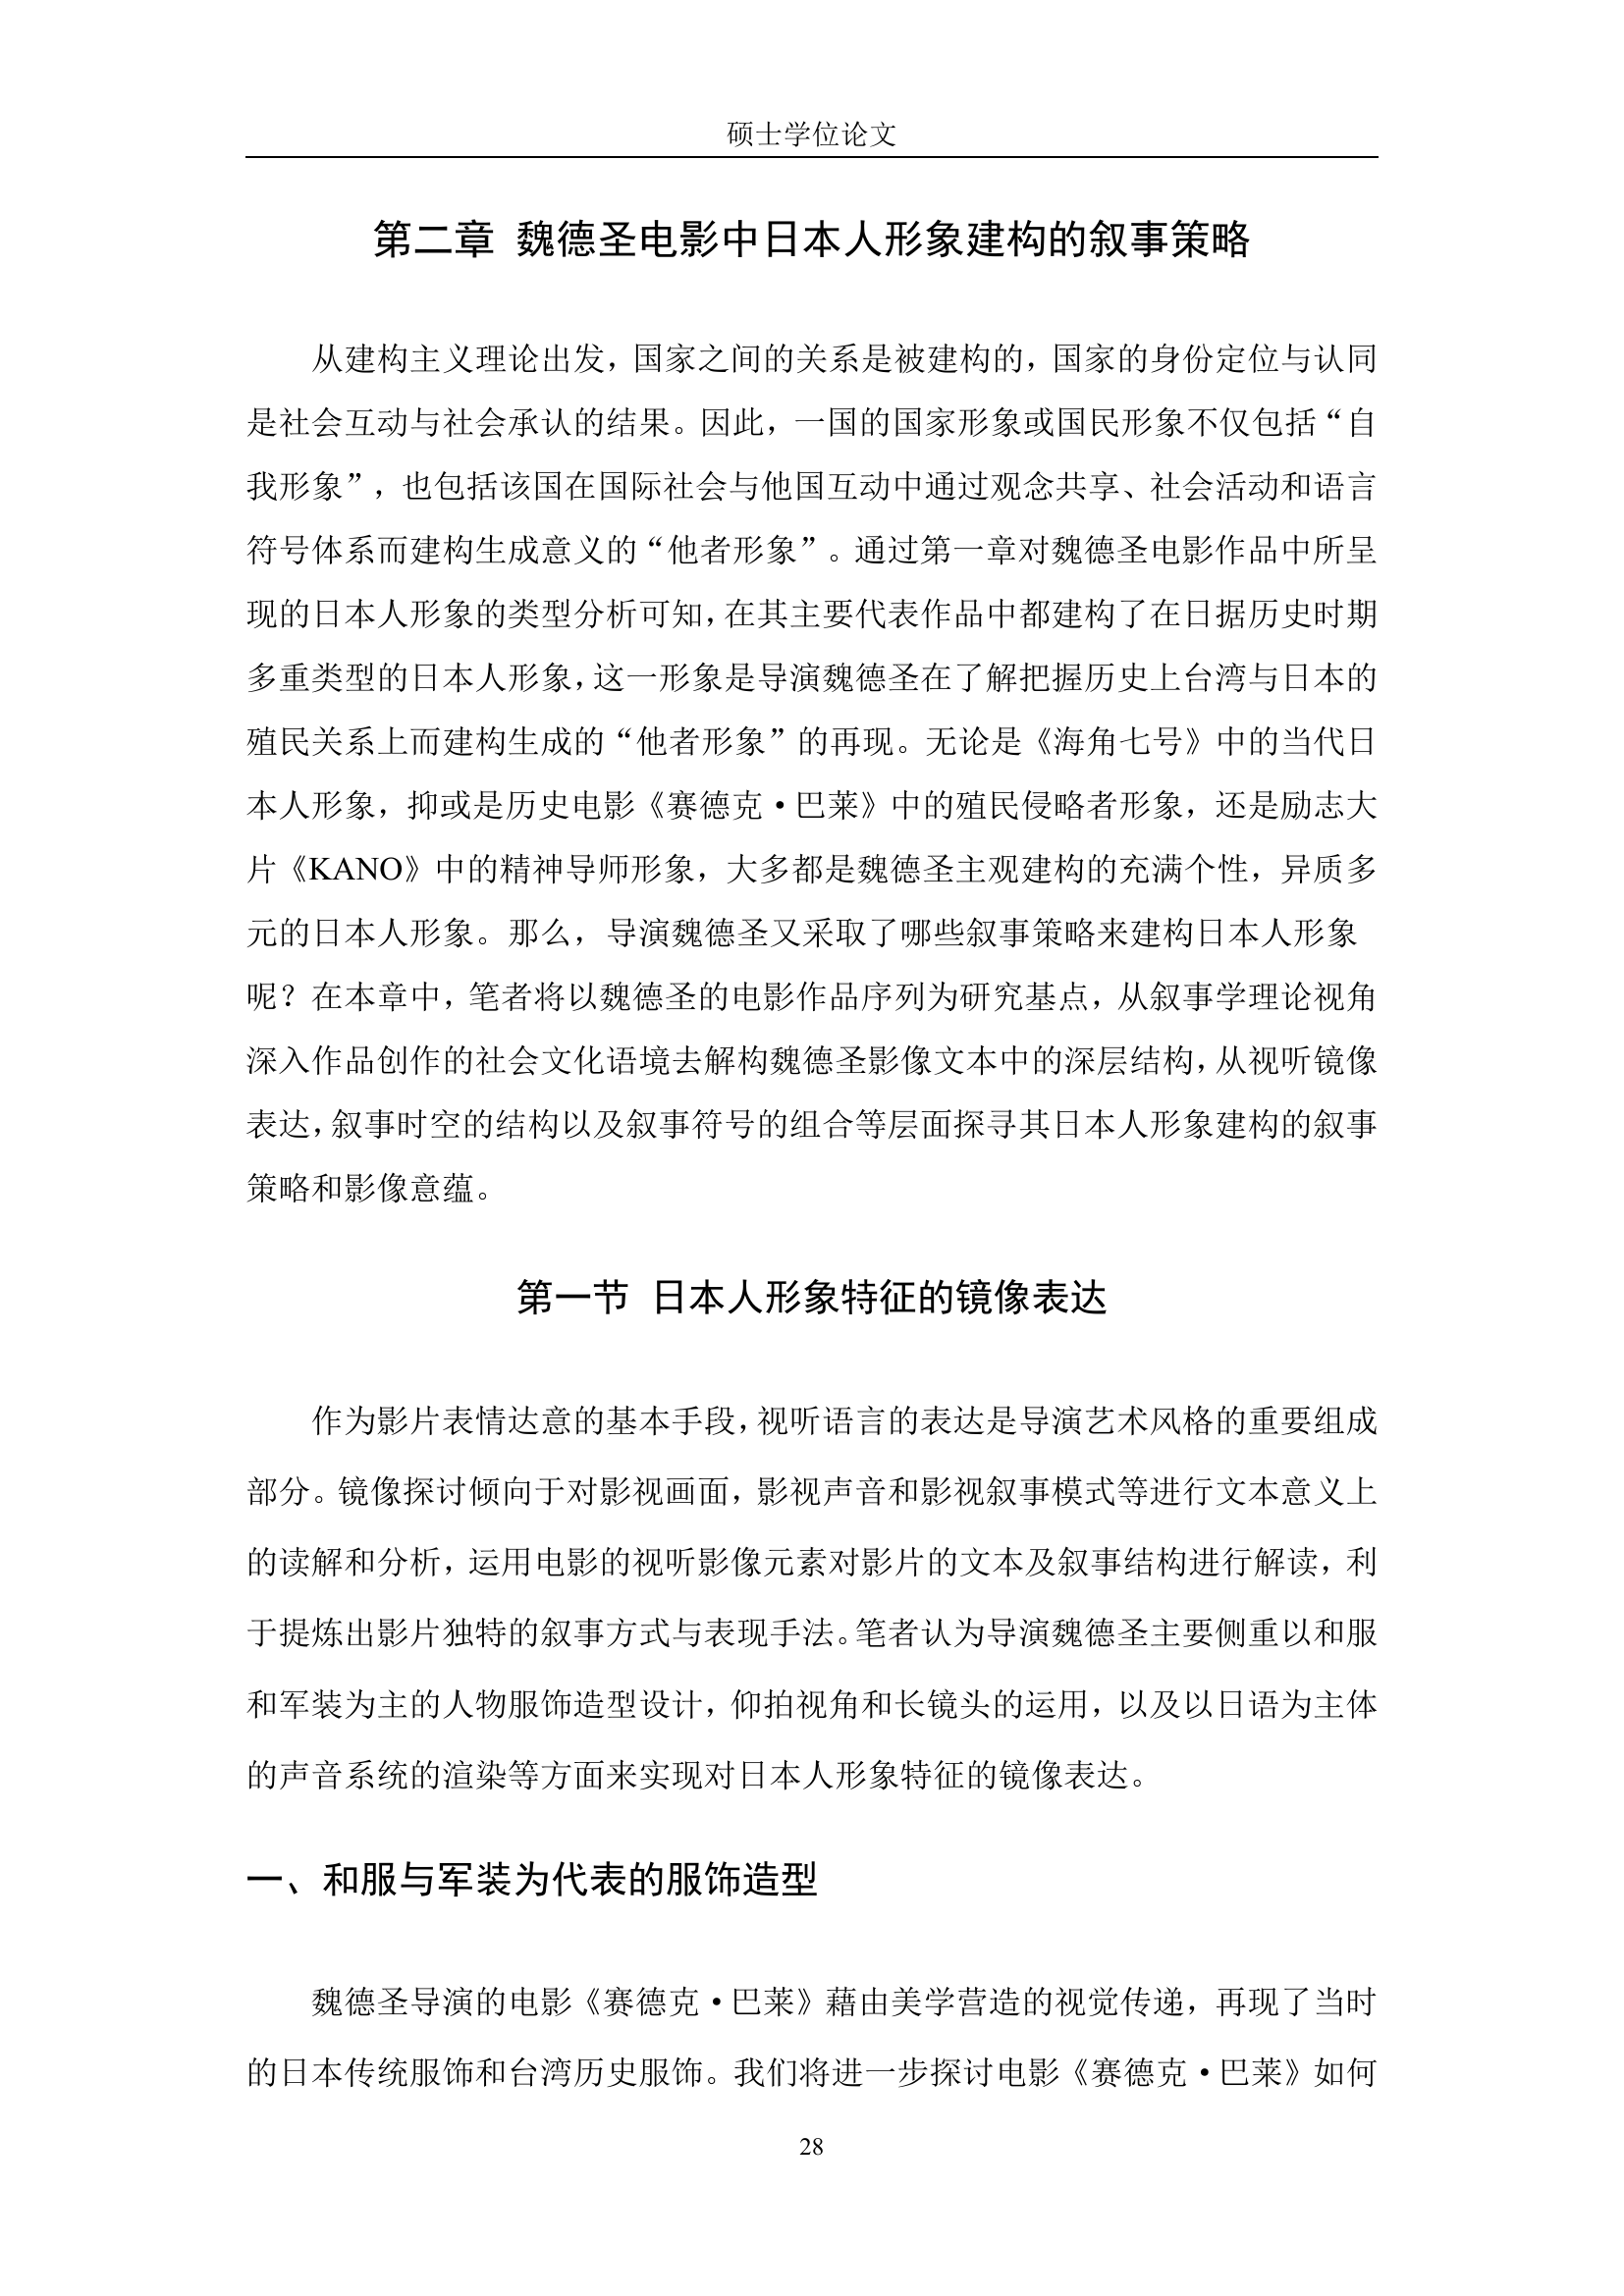 硕士学位论文
第二章 魏德圣电影中日本人形象建构的叙事策略
从建构主义理论出发，国家之间的关系是被建构的，国家的身份定位与认同
是社会互动与社会承认的结果。因此，一国的国家形象或国民形象不仅包括“自
我形象”，也包括该国在国际社会与他国互动中通过观念共享、社会活动和语言
符号体系而建构生成意义的“他者形象”。通过第一章对魏德圣电影作品中所呈
现的日本人形象的类型分析可知，在其主要代表作品中都建构了在日据历史时期
多重类型的日本人形象，这一形象是导演魏德圣在了解把握历史上台湾与日本的
殖民关系上而建构生成的“他者形象”的再现。无论是《海角七号》中的当代日
本人形象，抑或是历史电影《赛德克·巴莱》中的殖民侵略者形象，还是励志大
片《KANO》中的精神导师形象，大多都是魏德圣主观建构的充满个性，异质多
元的日本人形象。那么，导演魏德圣又采取了哪些叙事策略来建构日本人形象
呢？在本章中，笔者将以魏德圣的电影作品序列为研究基点，从叙事学理论视角
深入作品创作的社会文化语境去解构魏德圣影像文本中的深层结构，从视听镜像
表达，叙事时空的结构以及叙事符号的组合等层面探寻其日本人形象建构的叙事
策略和影像意蕴。
第一节 日本人形象特征的镜像表达
作为影片表情达意的基本手段，视听语言的表达是导演艺术风格的重要组成
部分。镜像探讨倾向于对影视画面，影视声音和影视叙事模式等进行文本意义上
的读解和分析，运用电影的视听影像元素对影片的文本及叙事结构进行解读，利
于提炼出影片独特的叙事方式与表现手法。笔者认为导演魏德圣主要侧重以和服
和军装为主的人物服饰造型设计，仰拍视角和长镜头的运用，以及以日语为主体
的声音系统的渲染等方面来实现对日本人形象特征的镜像表达。
一、和服与军装为代表的服饰造型
魏德圣导演的电影《赛德克·巴莱》藉由美学营造的视觉传递，再现了当时
的日本传统服饰和台湾历史服饰。我们将进一步探讨电影《赛德克·巴莱》如何
28